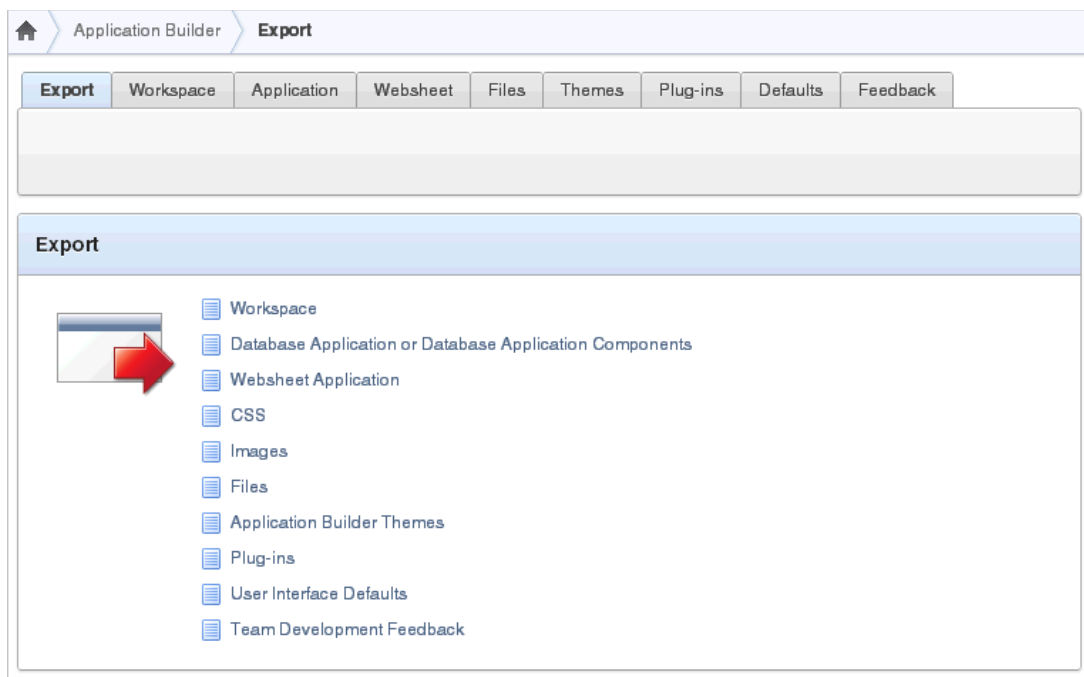 Application Builder Export
Export Workspace Application Websheet Files Themes Plug-ins Defaults Feedback
Export
Workspace
Database Application or Database Application Components
Websheet Application
CSS
Images
Files
Application Builder Themes
Plug-ins
User Interface Defaults
Team Development Feedback